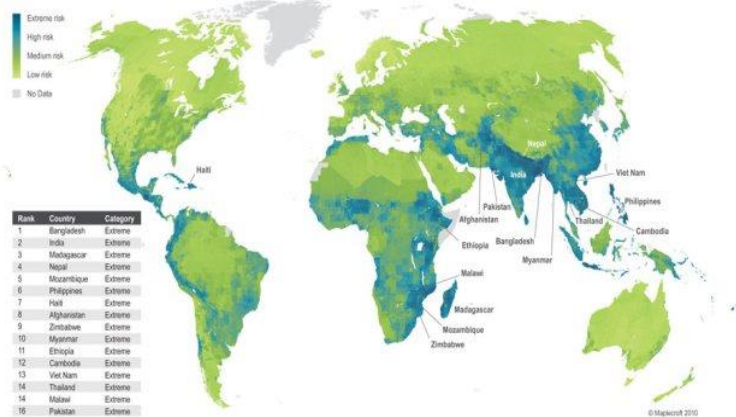 Extreme risk
High risk
Medium risk
Low risk
No Data
Haiti
Nepal
India
Viet Nam
Philippines
Pakistan
Afghanistan
Thailand
Cambodia
Ethiopia
Bangladesh
Myanmar
Malawi
Madagascar
Mozambique
Zimbabwe
Rank Country Category
1 Bangladesh Extreme
2 India Extreme
3 Madagascar Extreme
4 Nepal Extreme
5 Mozambique Extreme
6 Philippines Extreme
7 Haiti Extreme
8 Afghanistan Extreme
9 Zimbabwe Extreme
10 Myanmar Extreme
11 Ethiopia Extreme
12 Cambodia Extreme
13 Viet Nam Extreme
14 Thailand Extreme
14 Malawi Extreme
16 Pakistan Extreme
© Maplecroft 2010